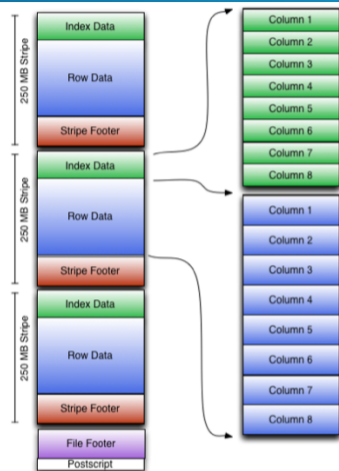 250 MB Stripe
Index Data
Row Data
Stripe Footer
250 MB Stripe
Index Data
Row Data
Stripe Footer
250 MB Stripe
Index Data
Row Data
Stripe Footer
File Footer
Postscript
Column 1
Column 2
Column 3
Column 4
Column 5
Column 6
Column 7
Column 8
Column 1
Column 2
Column 3
Column 4
Column 5
Column 6
Column 7
Column 8